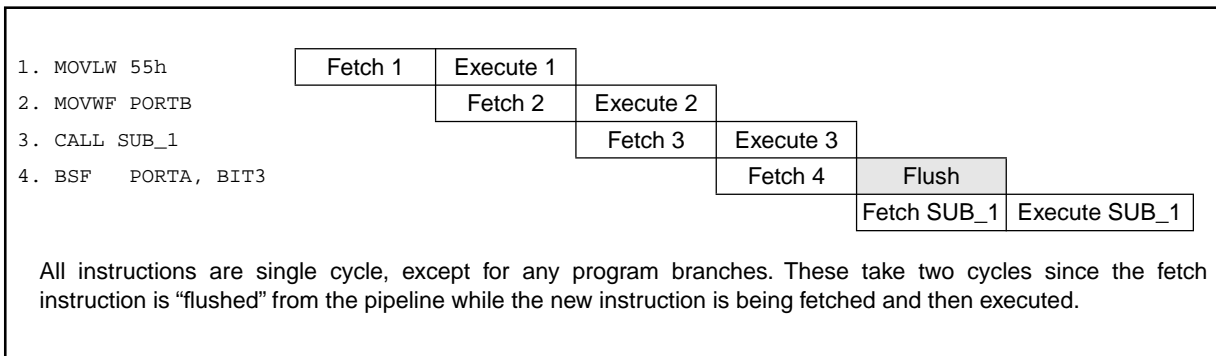 1. MOVLW 55h Fetch 1 Execute 1
2. MOVWF PORTB Fetch 2 Execute 2
3. CALL SUB_1 Fetch 3 Execute 3
4. BSF PORTA, BIT3 Fetch 4 Flush
Fetch SUB_1 Execute SUB_1
All instructions are single cycle, except for any program branches. These take two cycles since the fetch
instruction is “flushed” from the pipeline while the new instruction is being fetched and then executed.